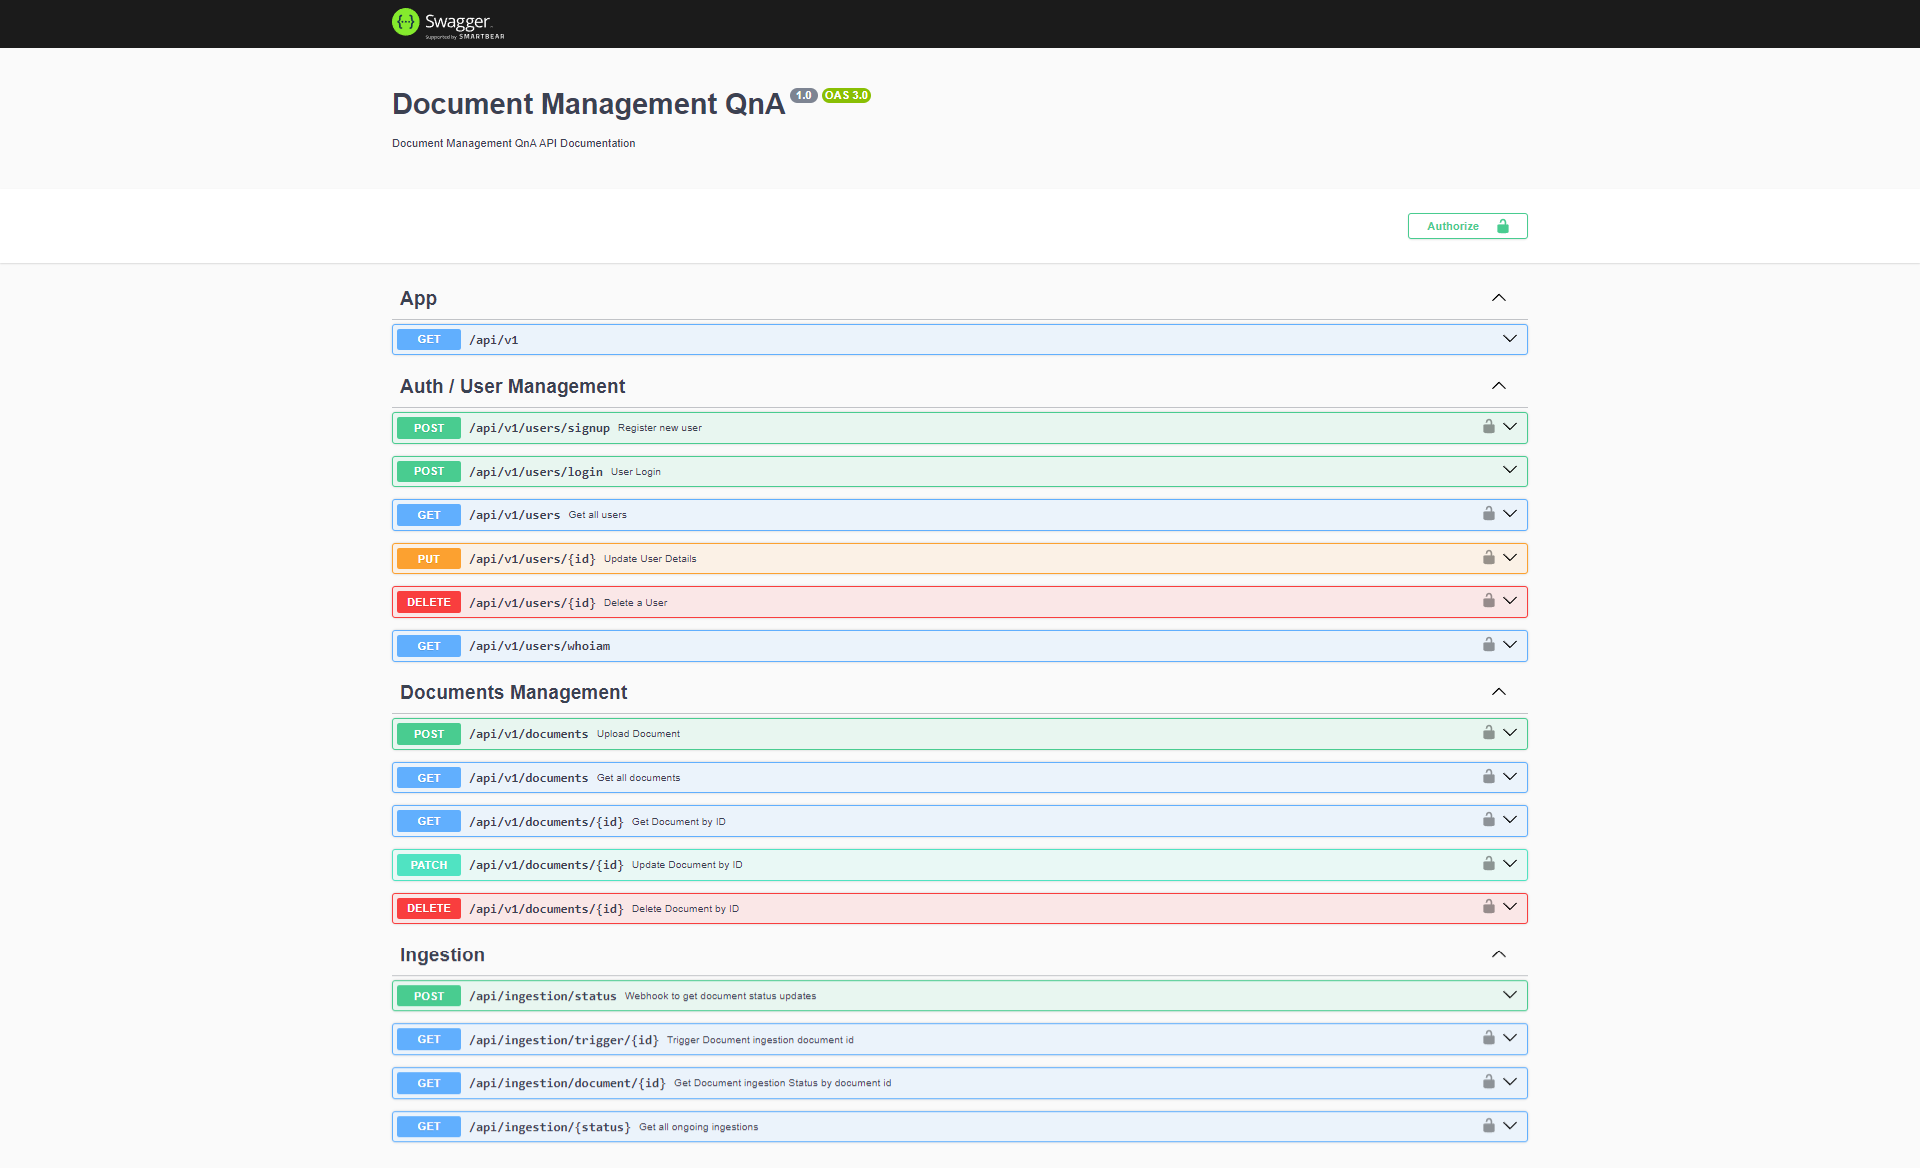 Swagger.
Supported by SMARTBEAR
Document Management QnA 1.0 OAS 3.0
Document Management QnA API Documentation
Authorize
App
GET /api/v1
Auth / User Management
POST /api/v1/users/signup Register new user
POST /api/v1/users/login User Login
GET /api/v1/users Get all users
PUT /api/v1/users/{id} Update User Details
DELETE /api/v1/users/{id} Delete a User
GET /api/v1/users/whoiam
Documents Management
POST /api/v1/documents Upload Document
GET /api/v1/documents Get all documents
GET /api/v1/documents/{id} Get Document by ID
PATCH /api/v1/documents/{id} Update Document by ID
DELETE /api/v1/documents/{id} Delete Document by ID
Ingestion
POST /api/ingestion/status Webhook to get document status updates
GET /api/ingestion/trigger/{id} Trigger Document ingestion document id
GET /api/ingestion/document/{id} Get Document ingestion Status by document id
GET /api/ingestion/{status} Get all ongoing ingestions